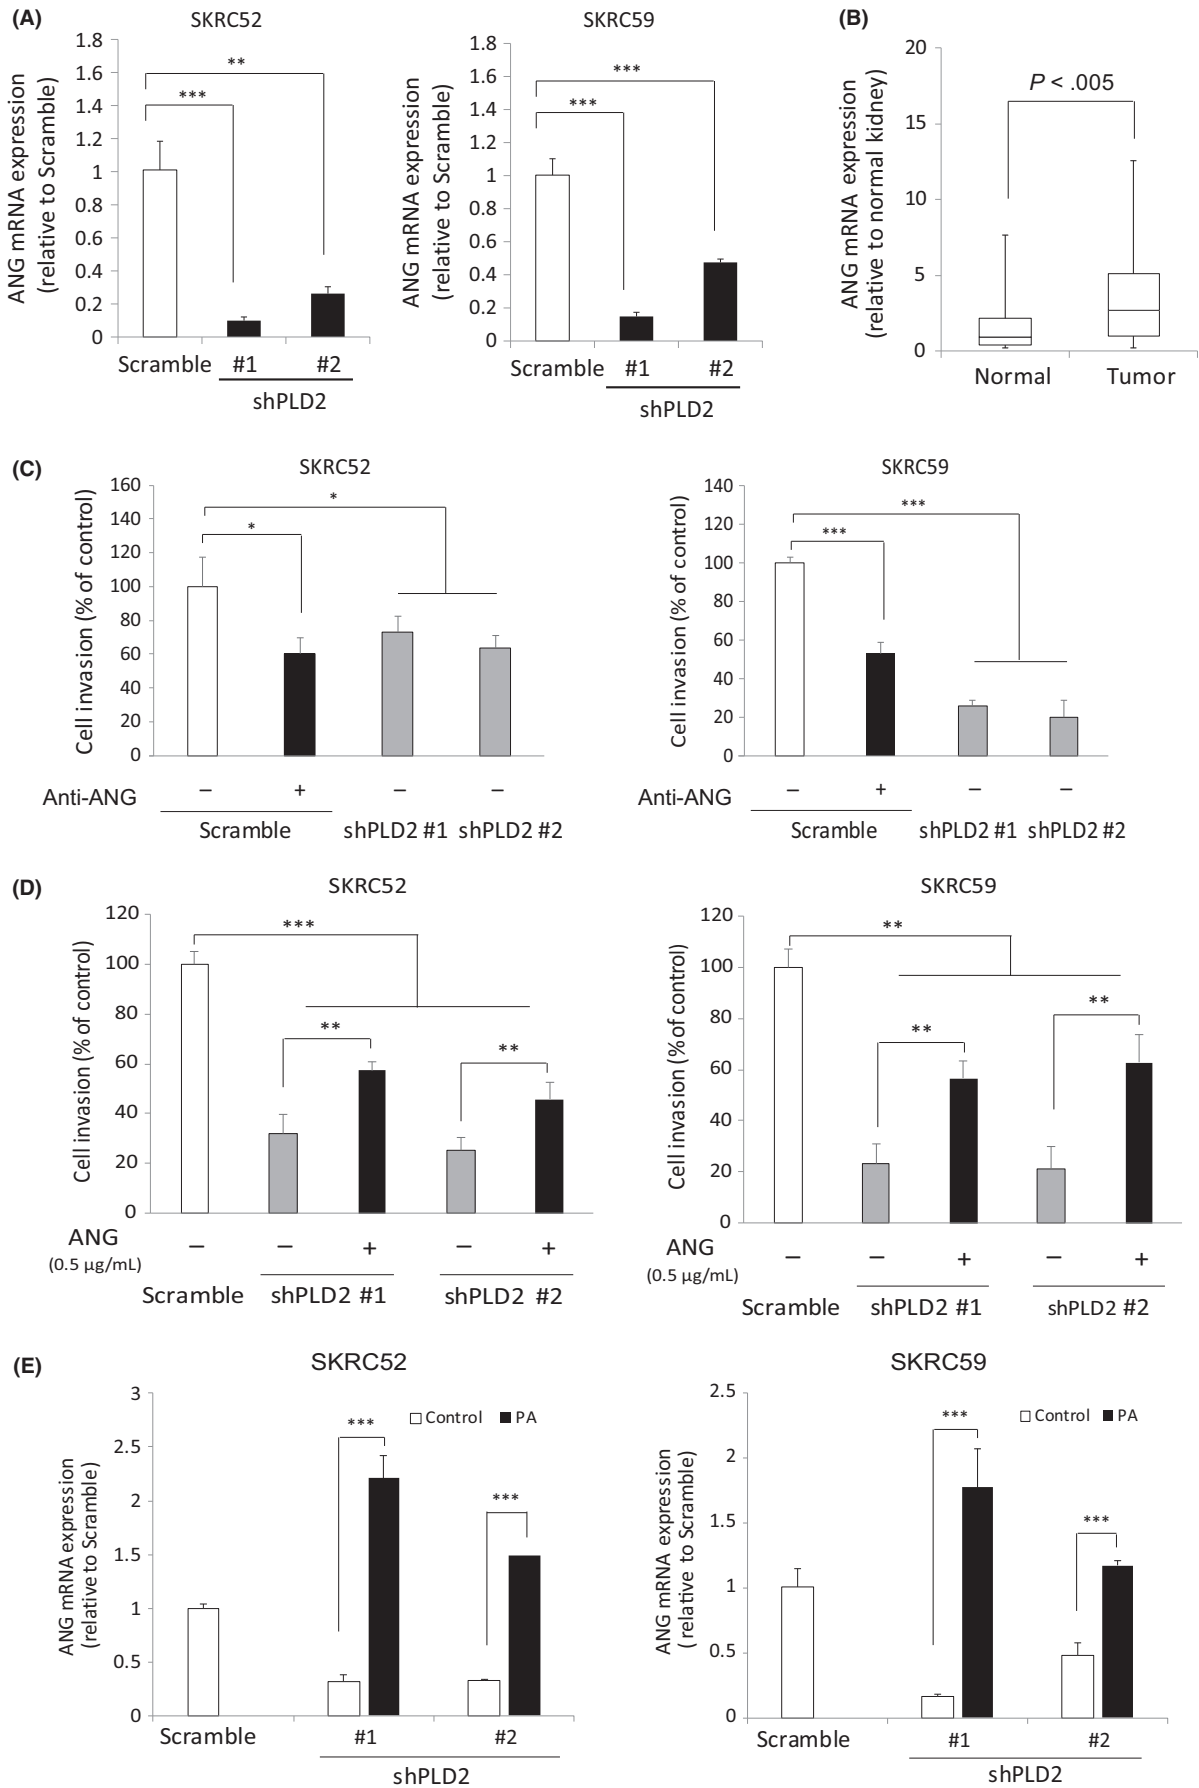 (A)
SKRC52
ANG mRNA expression
(relative to Scramble)
1.8
1.6
1.4
1.2
1
0.8
0.6
0.4
0.2
0
**
***
Scramble #1 #2
shPLD2
SKRC59
ANG mRNA expression
(relative to Scramble)
1.8
1.6
1.4
1.2
1
0.8
0.6
0.4
0.2
0
***
***
Scramble #1 #2
shPLD2
(B)
ANG mRNA expression
(relative to normal kidney)
20
15
10
5
0
P < .005
Normal Tumor
(C)
SKRC52
Cell invasion (% of control)
160
140
120
100
80
60
40
20
0
*
*
Anti-ANG − + − −
Scramble shPLD2 #1 shPLD2 #2
SKRC59
Cell invasion (% of control)
140
120
100
80
60
40
20
0
***
***
Anti-ANG − + − −
Scramble shPLD2 #1 shPLD2 #2
(D)
SKRC52
Cell invasion (% of control)
120
100
80
60
40
20
0
***
**
**
ANG − − + − +
(0.5 µg/mL)
Scramble shPLD2 #1 shPLD2 #2
SKRC59
Cell invasion (% of control)
120
100
80
60
40
20
0
**
**
**
ANG − − + − +
(0.5 µg/mL)
Scramble shPLD2 #1 shPLD2 #2
(E)
SKRC52
ANG mRNA expression
(relative to Scramble)
3
2.5
2
1.5
1
0.5
0
Control PA
***
***
Scramble #1 #2
shPLD2
SKRC59
ANG mRNA expression
( relative to Scramble)
2.5
2
1.5
1
0.5
0
Control PA
***
***
Scramble #1 #2
shPLD2